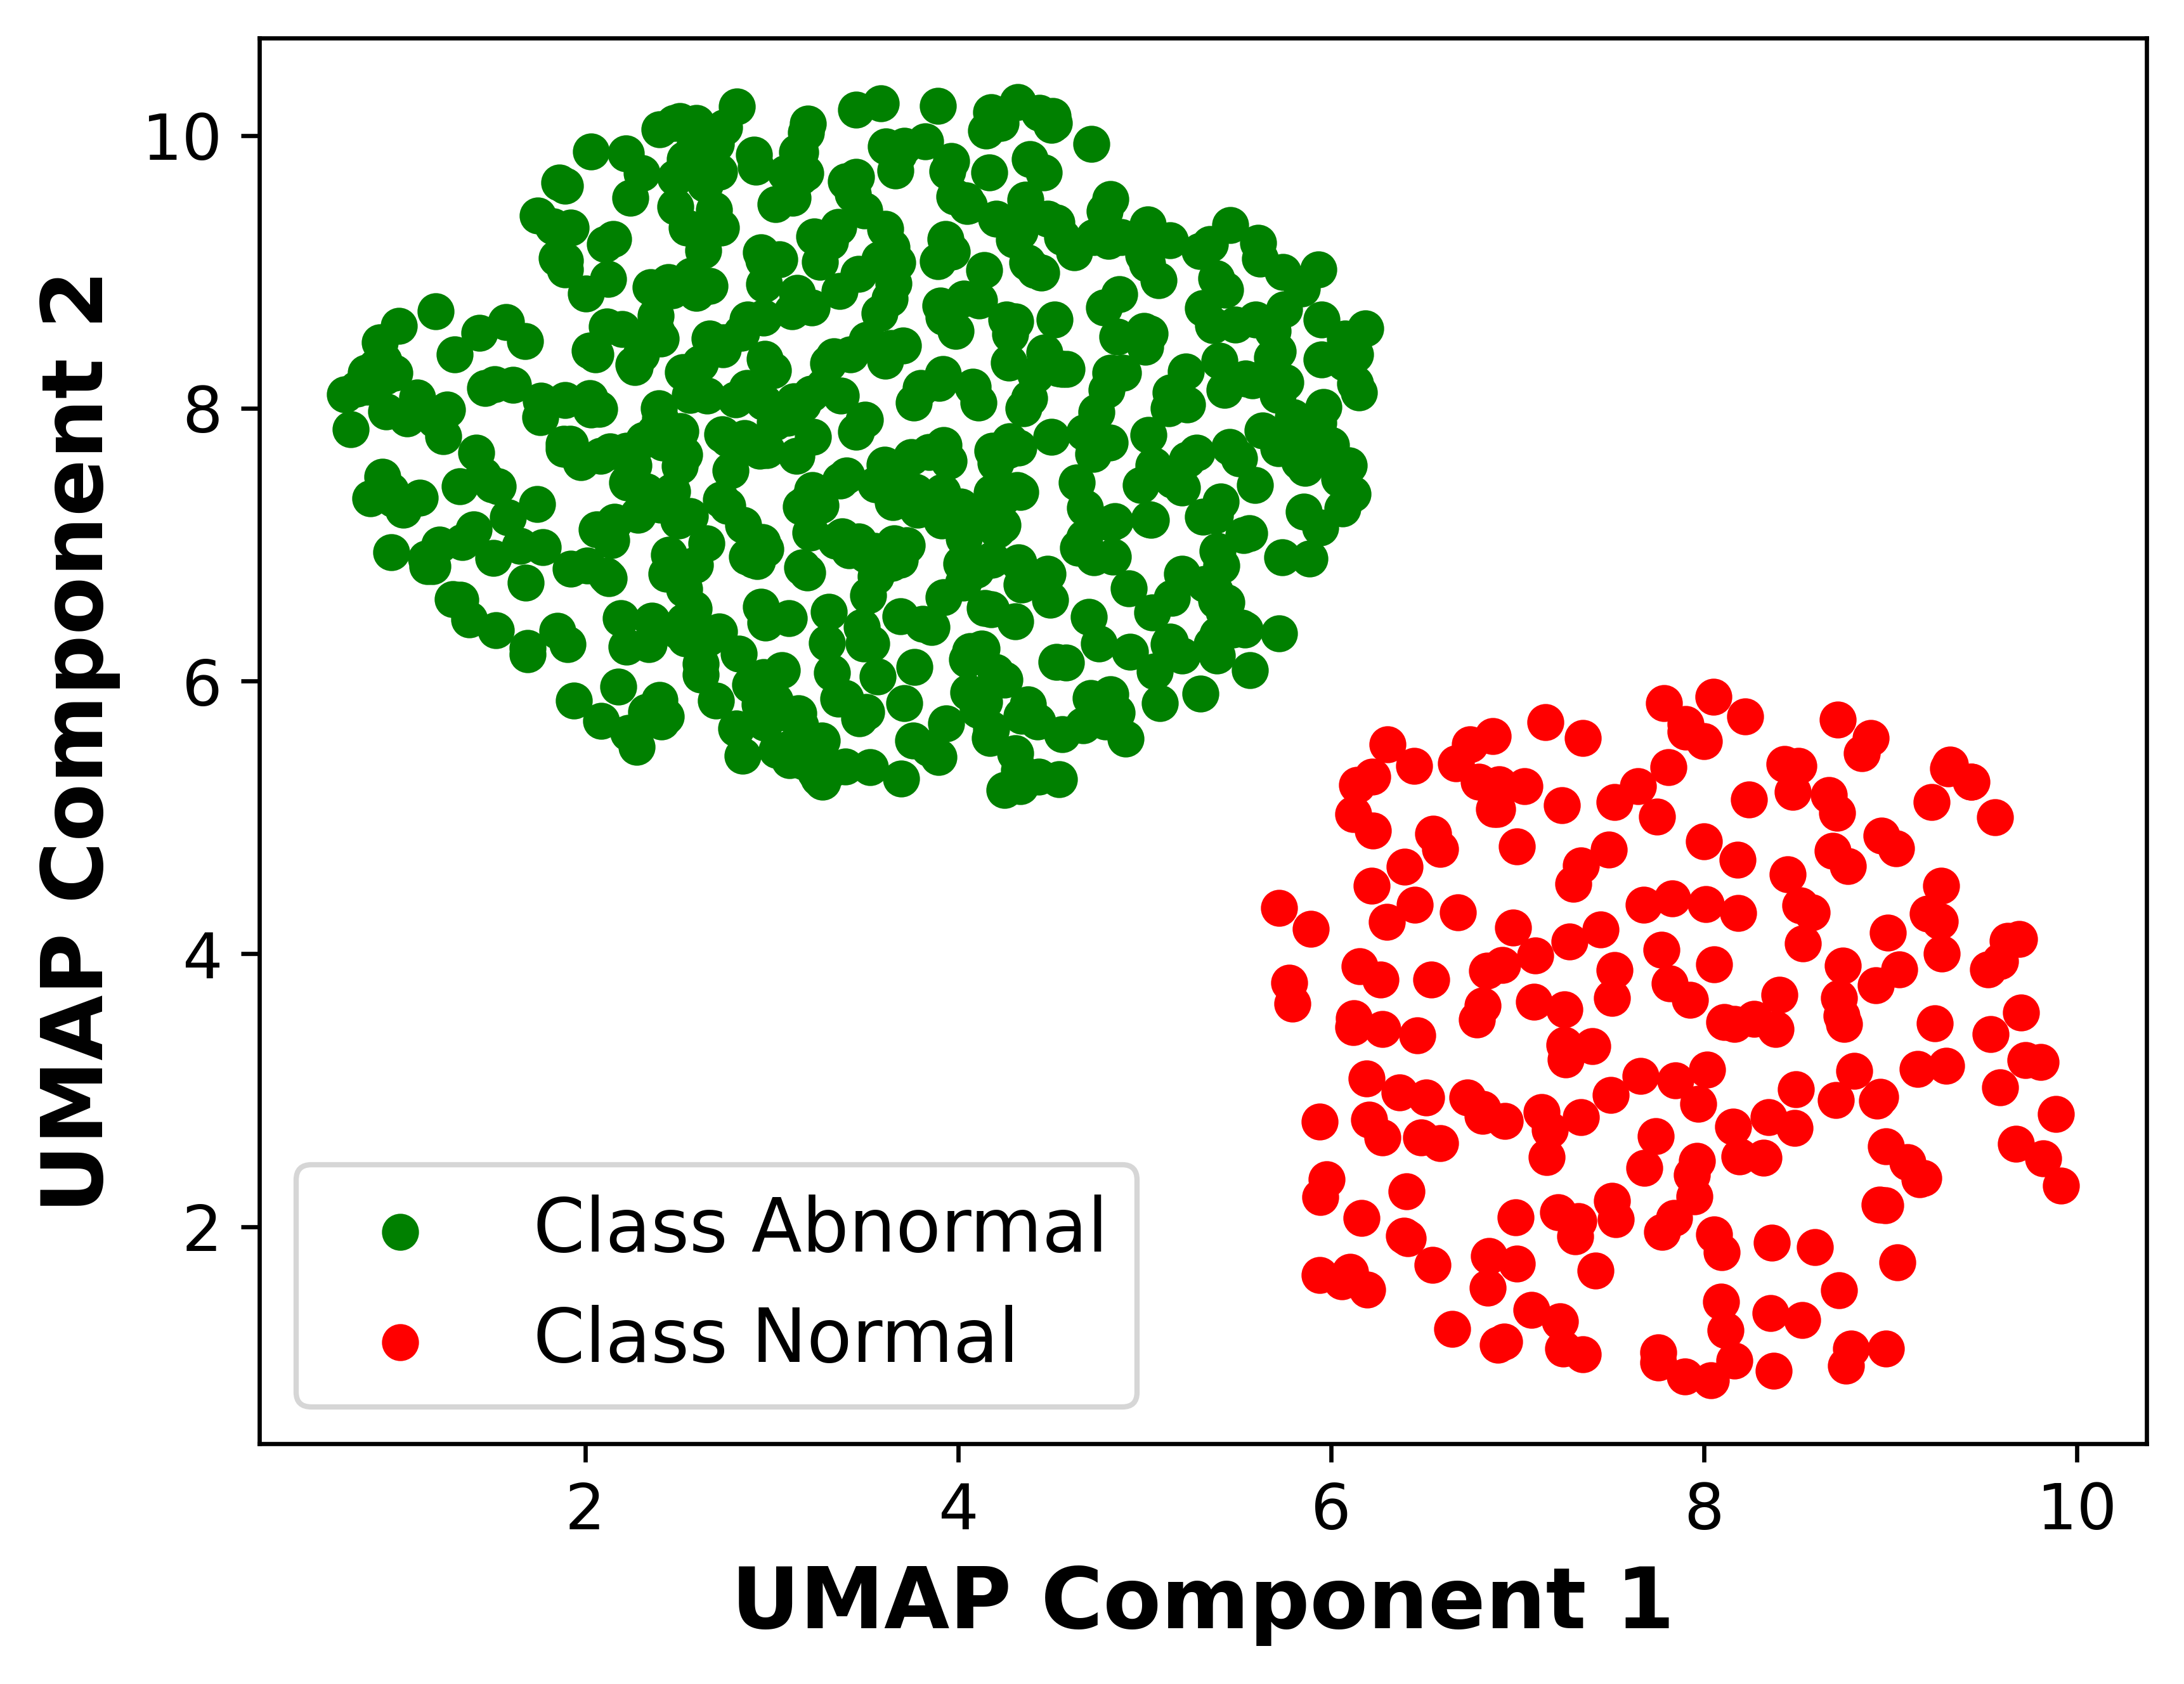 UMAP Component 2
10
8
6
4
2
Class Abnormal
Class Normal
2 4 6 8 10
UMAP Component 1